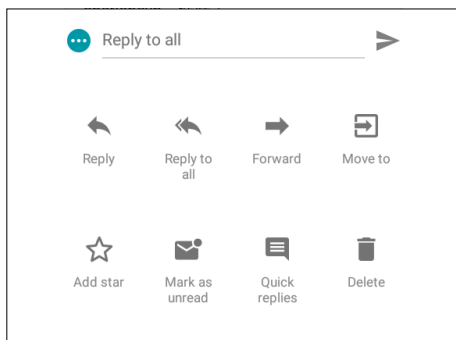 Reply to all
Reply
Reply to
all
Forward
Move to
Add star
Mark as
unread
Quick
replies
Delete